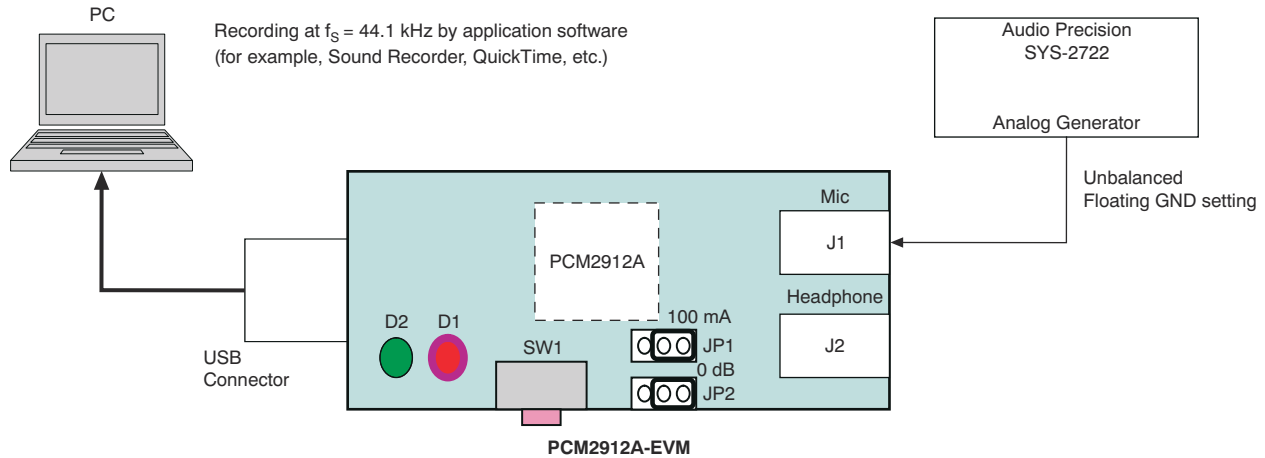 PC
Recording at fS = 44.1 kHz by application software
(for example, Sound Recorder, QuickTime, etc.)
Audio Precision
SYS-2722
Analog Generator
Unbalanced
Floating GND setting
Mic
J1
PCM2912A
Headphone
J2
100 mA
JP1
0 dB
JP2
D2
D1
SW1
USB
Connector
PCM2912A-EVM